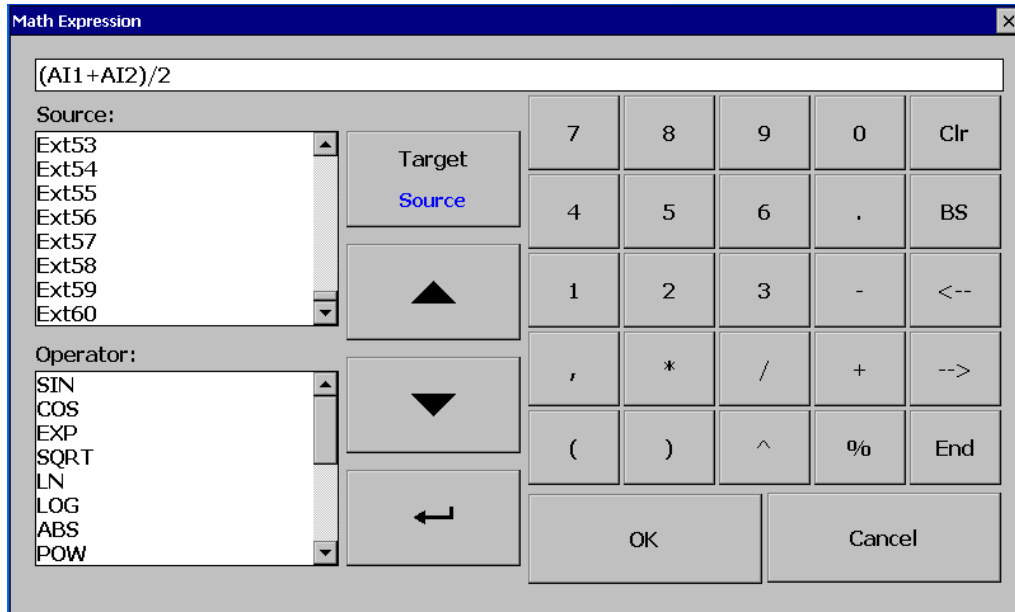 Math Expression
(AI1+AI2)/2
Source:
Ext53
Ext54
Ext55
Ext56
Ext57
Ext58
Ext59
Ext60
Operator:
SIN
COS
EXP
SQRT
LN
LOG
ABS
POW
Target
Source
7 8 9 0 Clr
4 5 6 . BS
1 2 3 - <--
, * / + -->
( ) ^ % End
OK Cancel